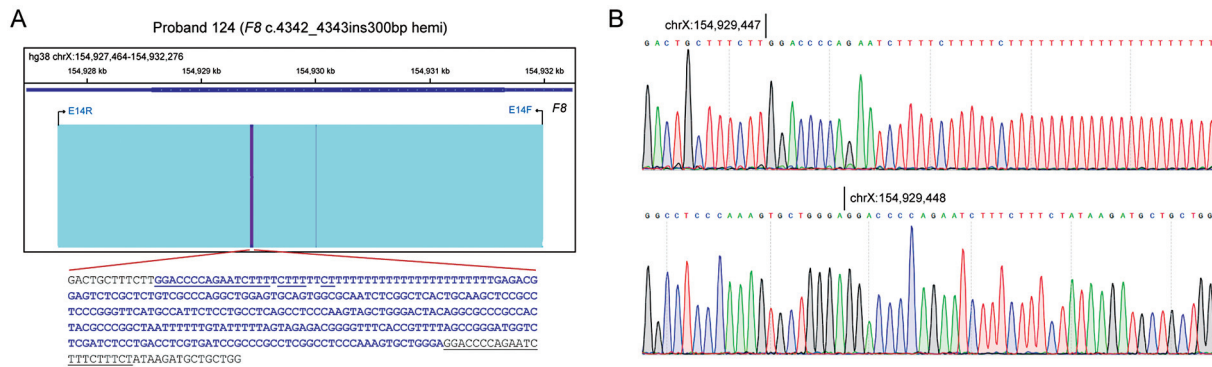 A
Proband 124 (F8 c.4342_4343ins300bp hemi)
hg38 chrX:154,927,464-154,932,276
154,928 kb 154,929 kb 154,930 kb 154,931 kb 154,932 kb
E14R E14F F8
GACTGCTTTCTTGGACCCCAGAATCTTTTCTTTTTCTTTTTTTTTTTTTTTTTTTTTTTTTGAGACG
GAGTCTCGCTCTGTCGCCCAGGCTGGAGTGCAGTGGCGCAATCTCGGCTCACTGCAAGCTCCGCC
TCCCGGGTTCATGCCATTCTCCTGCCTCAGCCTCCCAAGTAGCTGGGACTACAGGCGCCCGCCAC
TACGCCCGGCTAATTTTTTGTATTTTTAGTAGAGACGGGGTTTCACCGTTTTAGCCGGGATGGTC
TCGATCTCCTGACCTCGTGATCCGCCCGCCTCGGCCTCCCAAAGTGCTGGGAGGACCCCAGAATC
TTTCTTTCTATAAGATGCTGCTGG
B
chrX:154,929,447
GACTGCTTTCTTGGACCCCAGAATCTTTTCTTTTTCTTTTTTTTTTTTTTTTTTTTT
chrX:154,929,448
GGCCTCCCAAAGTGCTGGGAGGACCCCAGAATCTTTCTTTCTATAAGATGCTGCTGG